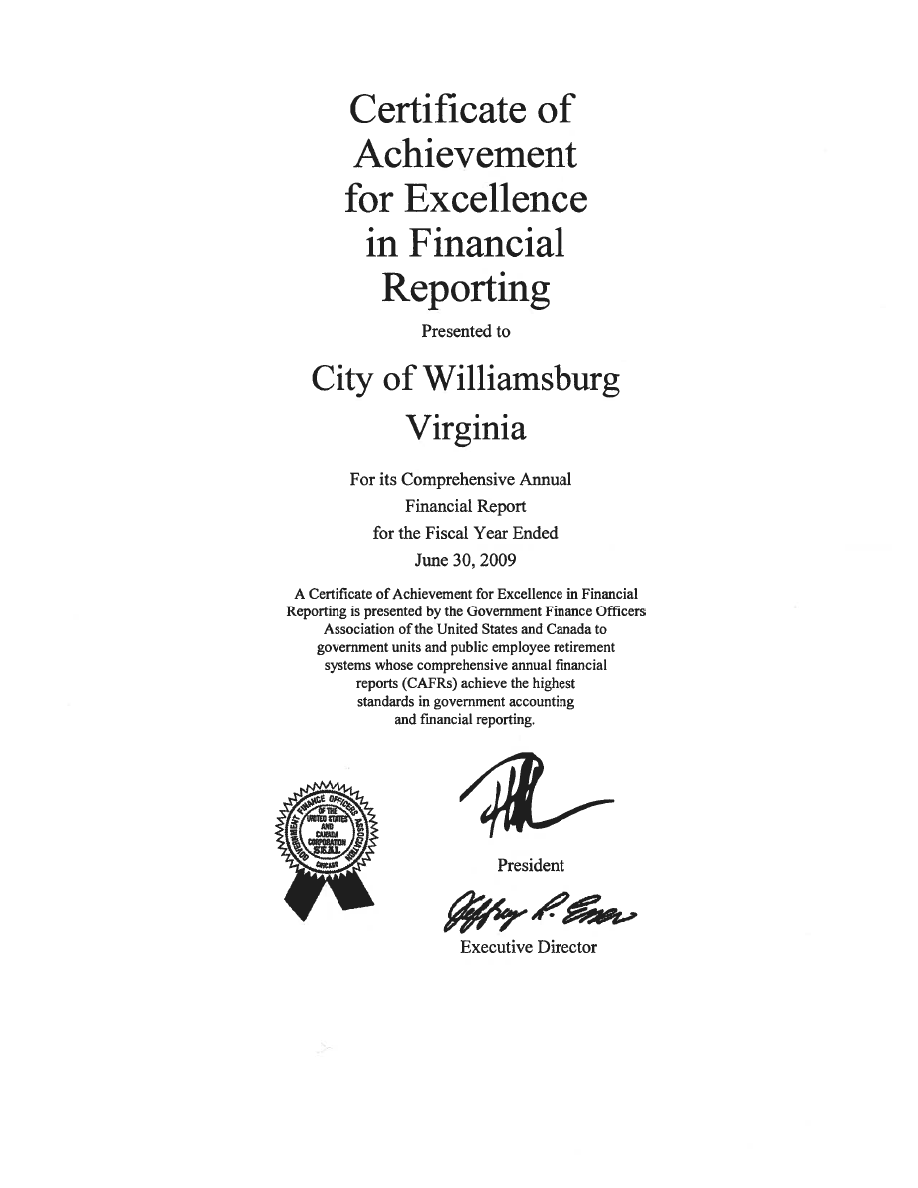 Certificate of
Achievement
for Excellence
in Financial
Reporting
Presented to
City of Williamsburg
Virginia
For its Comprehensive Annual
Financial Report
for the Fiscal Year Ended
June 30, 2009
A Certificate of Achievement for Excellence in Financial
Reporting is presented by the Government Finance Officers
Association of the United States and Canada to
government units and public employee retirement
systems whose comprehensive annual financial
reports (CAFRs) achieve the highest
standards in government accounting
and financial reporting.
GOVERNMENT FINANCE OFFICERS ASSOCIATION
OF THE
UNITED STATES
AND
CANADA
CORPORATION
SEAL
CHICAGO
President
Jeffrey R.
Executive Director